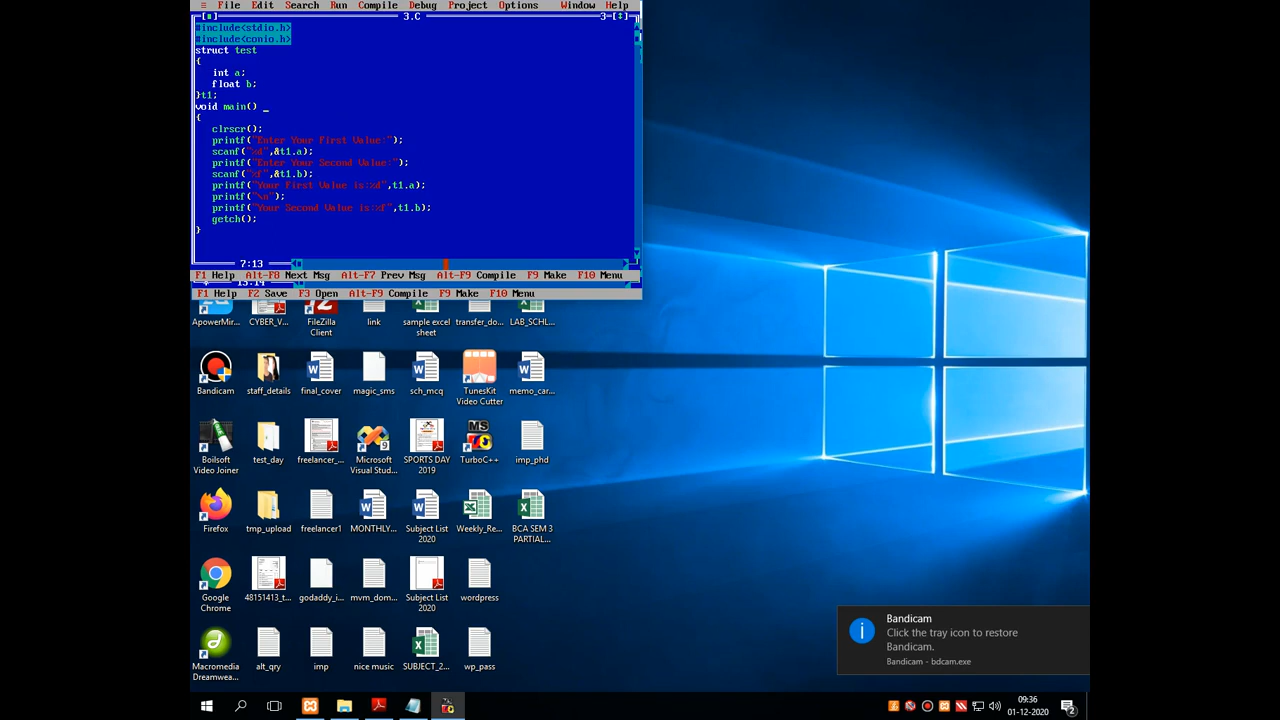 ≡ File Edit Search Run Compile Debug Project Options Window Help
[■] 3.C 3=[↕]
#include<stdio.h>
#include<conio.h>
struct test
{
int a;
float b;
}t1;
void main() _
{
clrscr();
printf("Enter Your First Value:");
scanf("%d",&t1.a);
printf("Enter Your Second Value:");
scanf("%f",&t1.b);
printf("Your First Value is:%d",t1.a);
printf("\n");
printf("Your Second Value is:%f",t1.b);
getch();
}
7:13
F1 Help Alt-F8 Next Msg Alt-F7 Prev Msg Alt-F9 Compile F9 Make F10 Menu
F1 Help F2 Save F3 Open Alt-F9 Compile F9 Make F10 Menu
ApowerMir... CYBER_V... FileZilla Client link sample excel sheet transfer_do... LAB_SCHL...
Bandicam staff_details final_cover magic_sms sch_mcq TunesKit Video Cutter memo_car...
Boilsoft Video Joiner test_day freelancer_... Microsoft Visual Stud... SPORTS DAY 2019 TurboC++ imp_phd
Firefox tmp_upload freelancer1 MONTHLY... Subject List 2020 Weekly_Re... BCA SEM 3 PARTIAL...
Google Chrome 48151413_t... godaddy_i... mvm_dom... Subject List 2020 wordpress
Macromedia Dreamwea... alt_qry imp nice music SUBJECT_2... wp_pass
Bandicam
Click the tray icon to restore
Bandicam.
Bandicam - bdcam.exe
09:36
01-12-2020
2